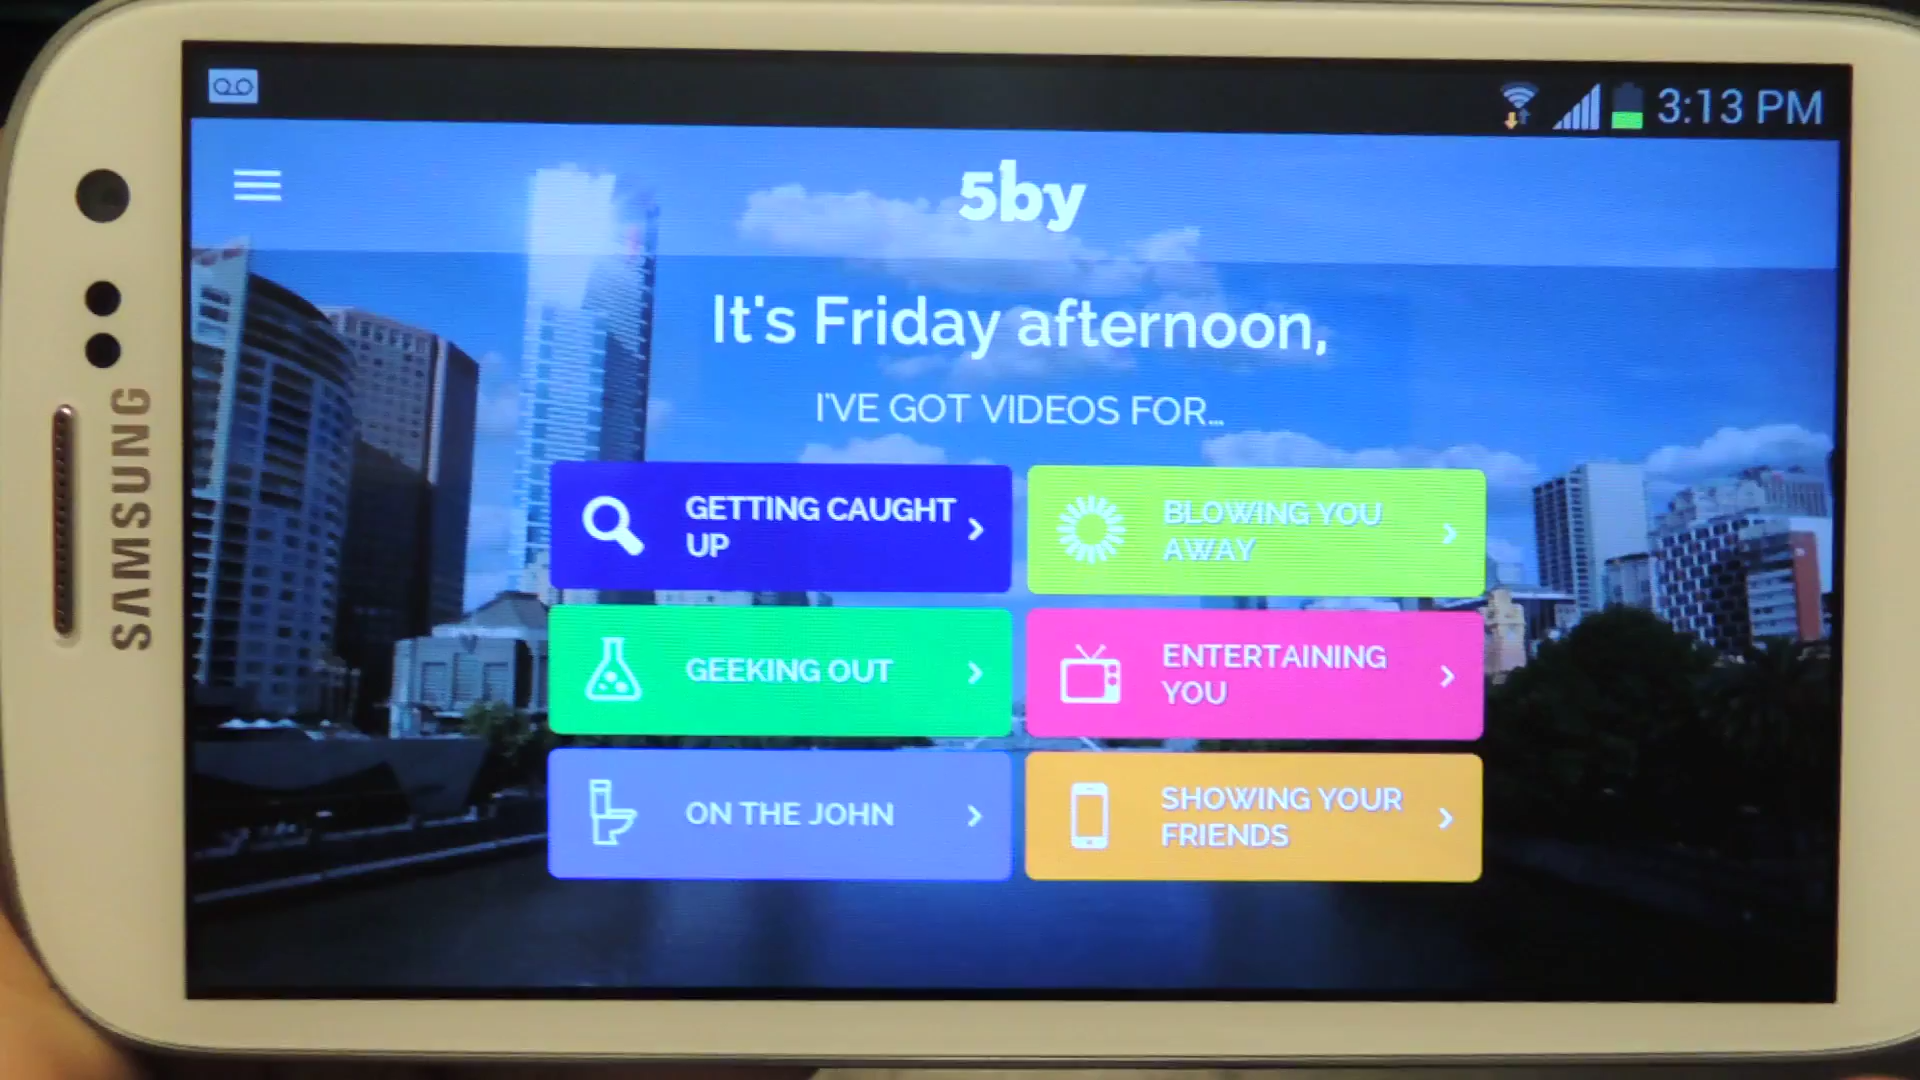 3:13 PM
5by
It's Friday afternoon,
I'VE GOT VIDEOS FOR...
GETTING CAUGHT
UP
BLOWING YOU
AWAY
GEEKING OUT
ENTERTAINING
YOU
ON THE JOHN
SHOWING YOUR
FRIENDS
SAMSUNG